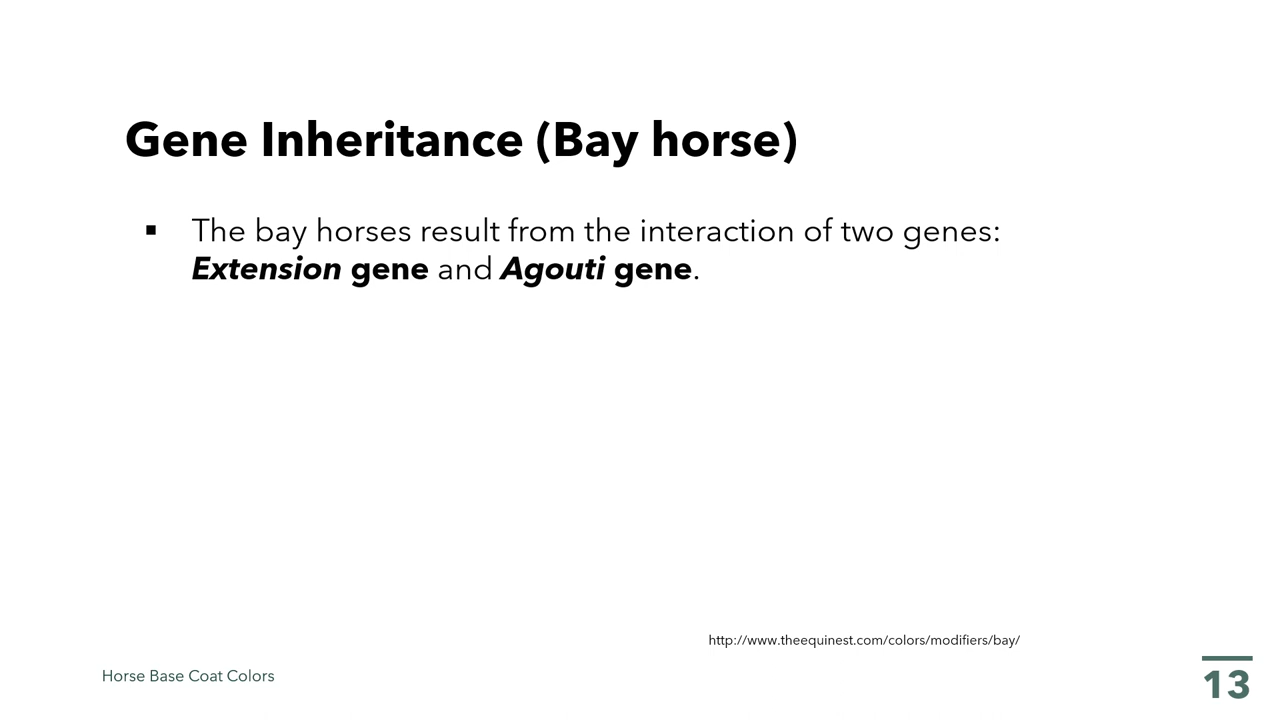 Gene Inheritance (Bay horse)
▪ The bay horses result from the interaction of two genes:
Extension gene and Agouti gene.
http://www.theequinest.com/colors/modifiers/bay/
Horse Base Coat Colors
13